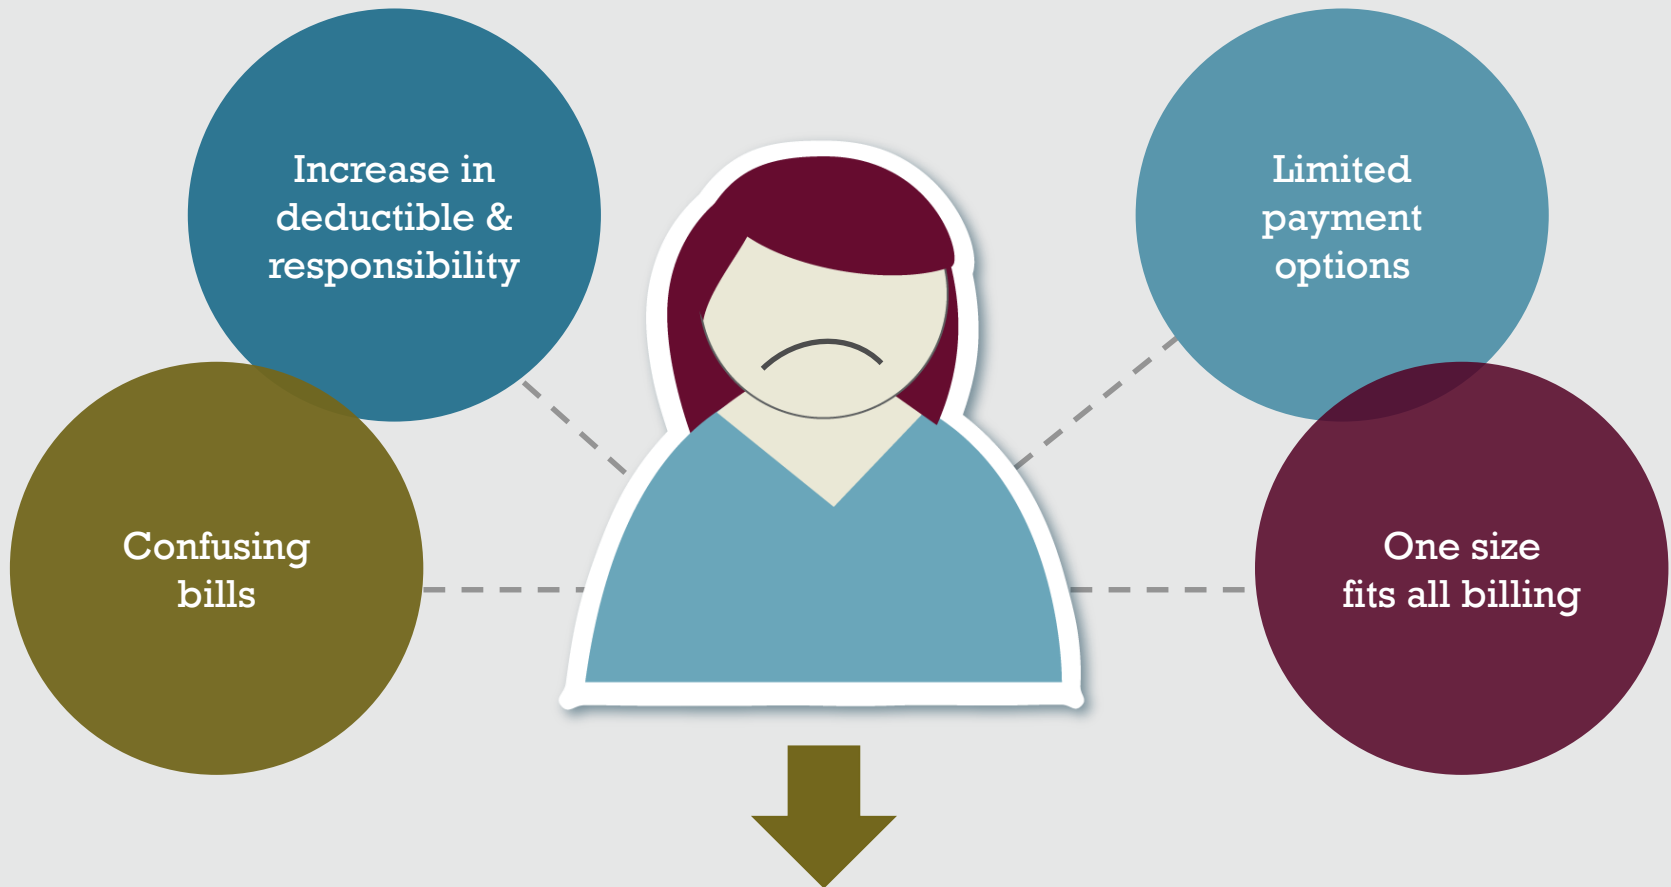 Increase in
deductible &
responsibility
Limited
payment
options
Confusing
bills
One size
fits all billing